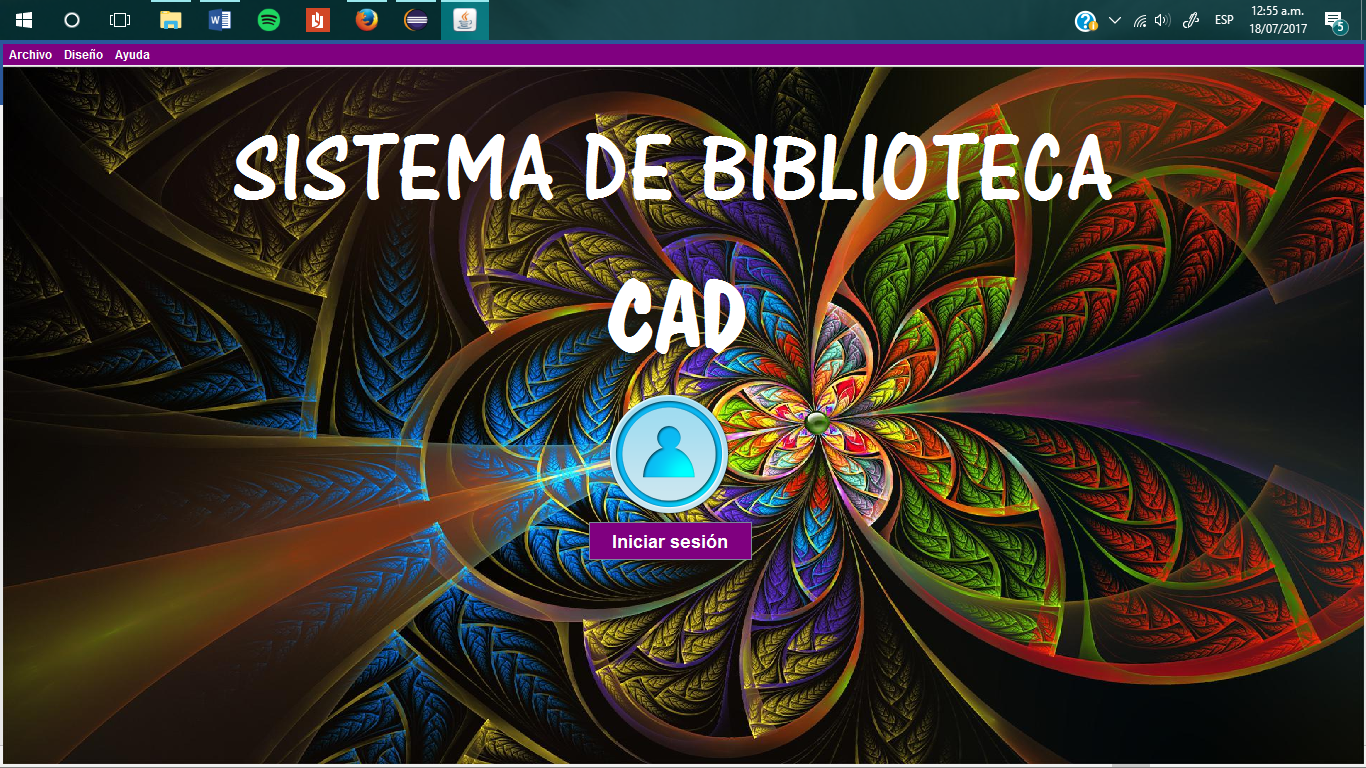 12:55 a.m.
ESP
18/07/2017
5
Archivo Diseño Ayuda
SISTEMA DE BIBLIOTECA
CAD
Iniciar sesión